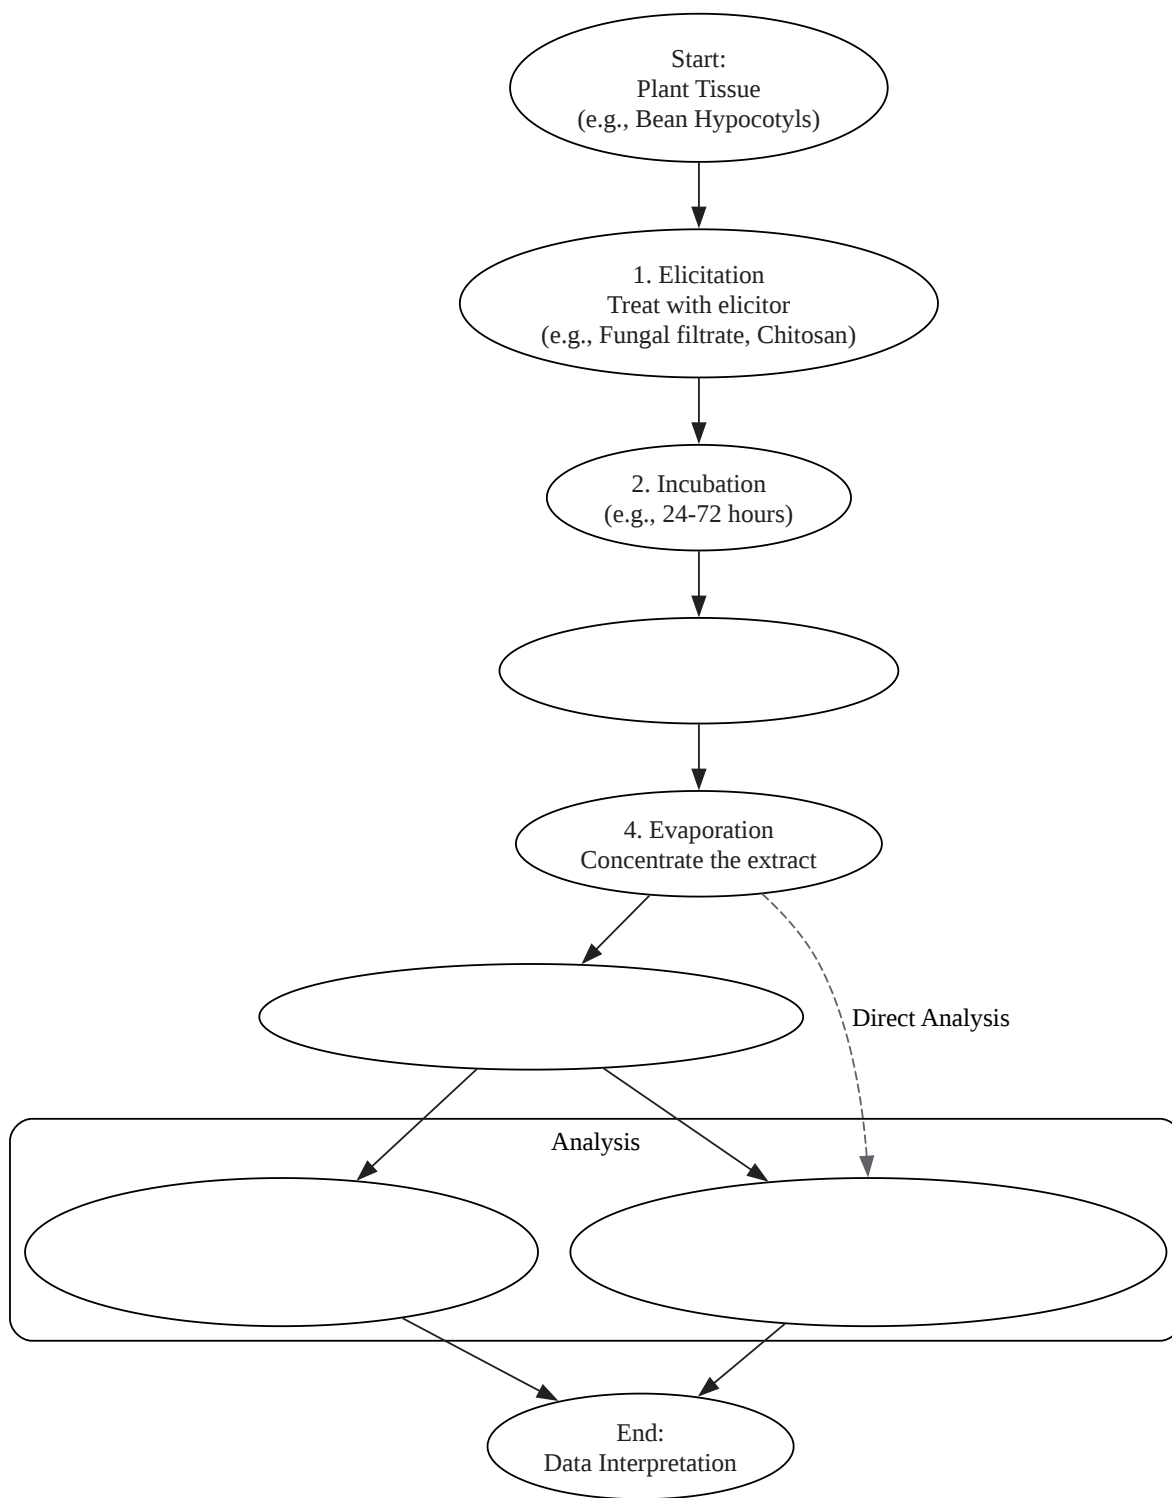 Start:
Plant Tissue
(e.g., Bean Hypocotyls)
1. Elicitation
Treat with elicitor
(e.g., Fungal filtrate, Chitosan)
2. Incubation
(e.g., 24-72 hours)
4. Evaporation
Concentrate the extract
Direct Analysis
Analysis
End:
Data Interpretation